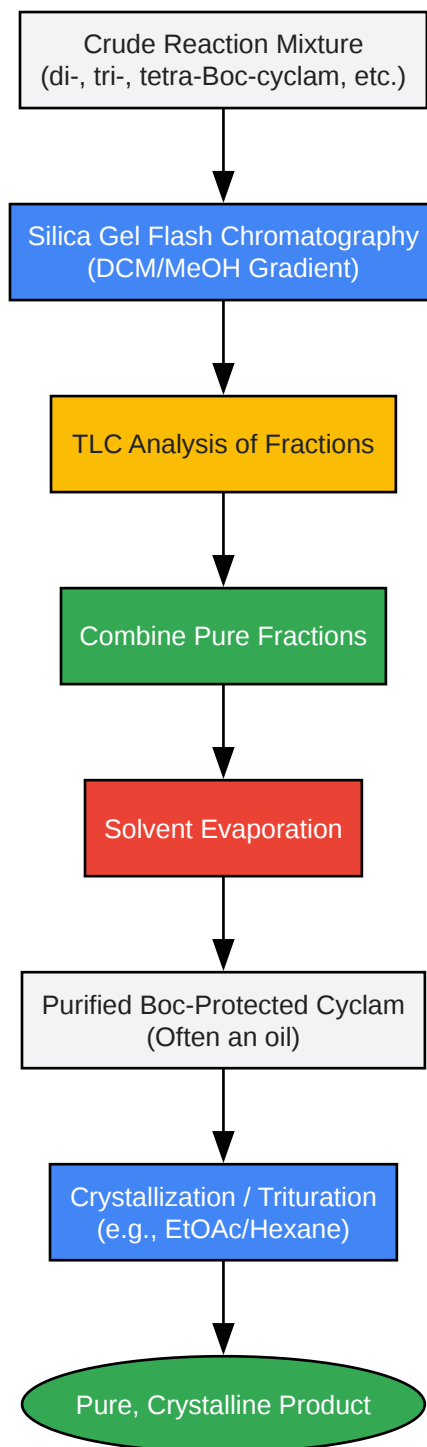 Crude Reaction Mixture
(di-, tri-, tetra-Boc-cyclam, etc.)
Silica Gel Flash Chromatography
(DCM/MeOH Gradient)
TLC Analysis of Fractions
Combine Pure Fractions
Solvent Evaporation
Purified Boc-Protected Cyclam
(Often an oil)
Crystallization / Trituration
(e.g., EtOAc/Hexane)
Pure, Crystalline Product